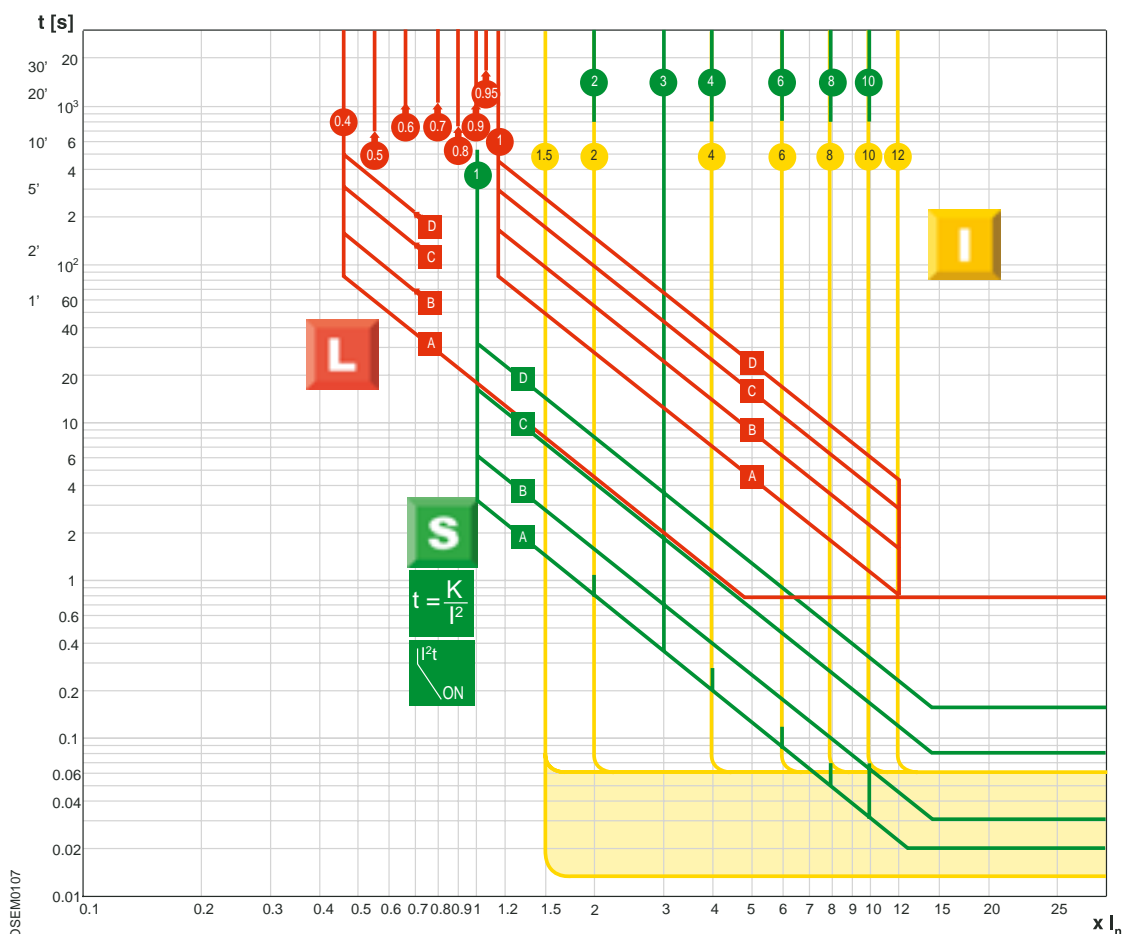 t [s]
20
30'
20'
10³
10'
6
4
5'
2
2'
10²
1'
60
40
20
10
6
4
2
1
0.6
0.4
0.2
0.1
0.06
0.04
0.02
0.01
0.4
0.5
0.6
0.7
0.8
0.9
0.95
1
1
2
3
4
6
8
10
1.5
2
4
6
8
10
12
D
C
B
A
D
C
B
A
D
C
B
A
L
I
S
t = K
I²
I²t
ON
0.1 0.2 0.3 0.4 0.5 0.6 0.7 0.8 0.9 1 1.2 1.5 2 3 4 5 6 7 8 9 10 12 15 20 25
x Iₙ
DSEM0107